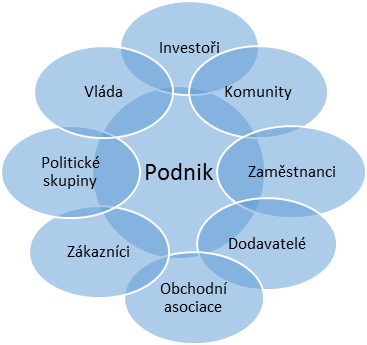 Investoři
Vláda
Komunity
Politické
skupiny
Podnik
Zaměstnanci
Zákazníci
Dodavatelé
Obchodní
asociace